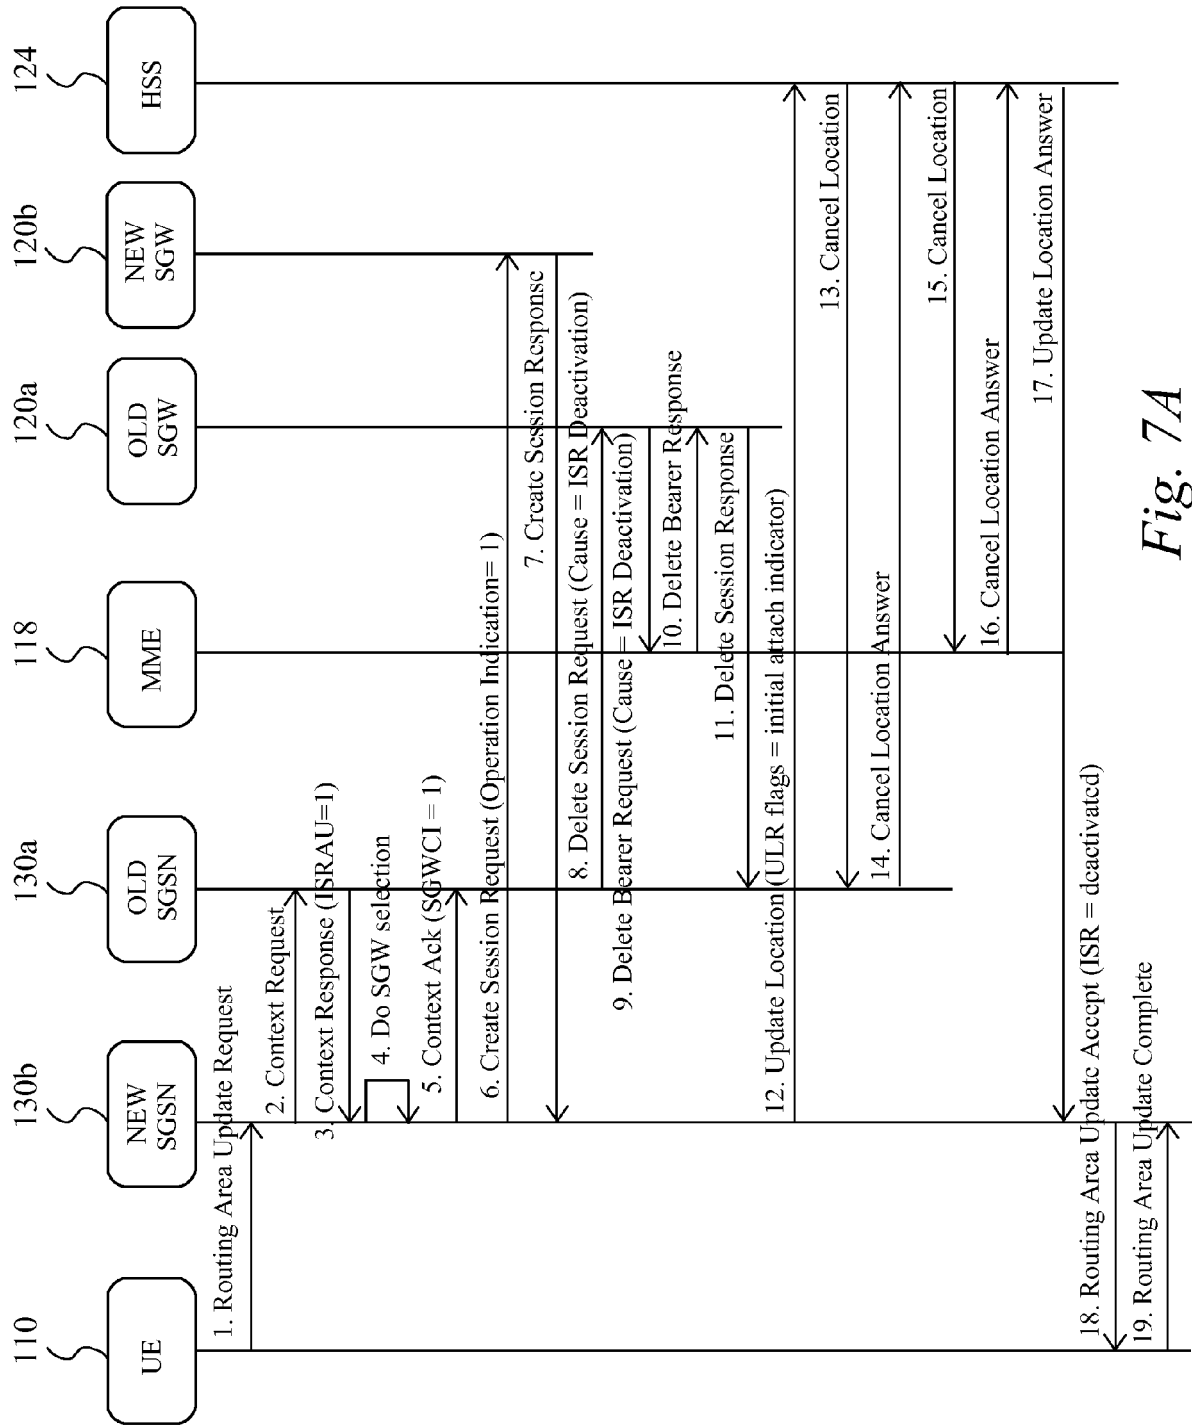 110
130b
130a
118
120a
120b
124
UE
NEW
SGSN
OLD
SGSN
MME
OLD
SGW
NEW
SGW
HSS
1. Routing Area Update Request
2. Context Request
3. Context Response (ISRAU=1)
4. Do SGW selection
5. Context Ack (SGWCI = 1)
6. Create Session Request (Operation Indication= 1)
7. Create Session Response
8. Delete Session Request (Cause = ISR Deactivation)
9. Delete Bearer Request (Cause = ISR Deactivation)
10. Delete Bearer Response
11. Delete Session Response
12. Update Location (ULR flags = initial attach indicator)
13. Cancel Location
14. Cancel Location Answer
15. Cancel Location
16. Cancel Location Answer
17. Update Location Answer
18. Routing Area Update Accept (ISR = deactivated)
19. Routing Area Update Complete
Fig. 7A